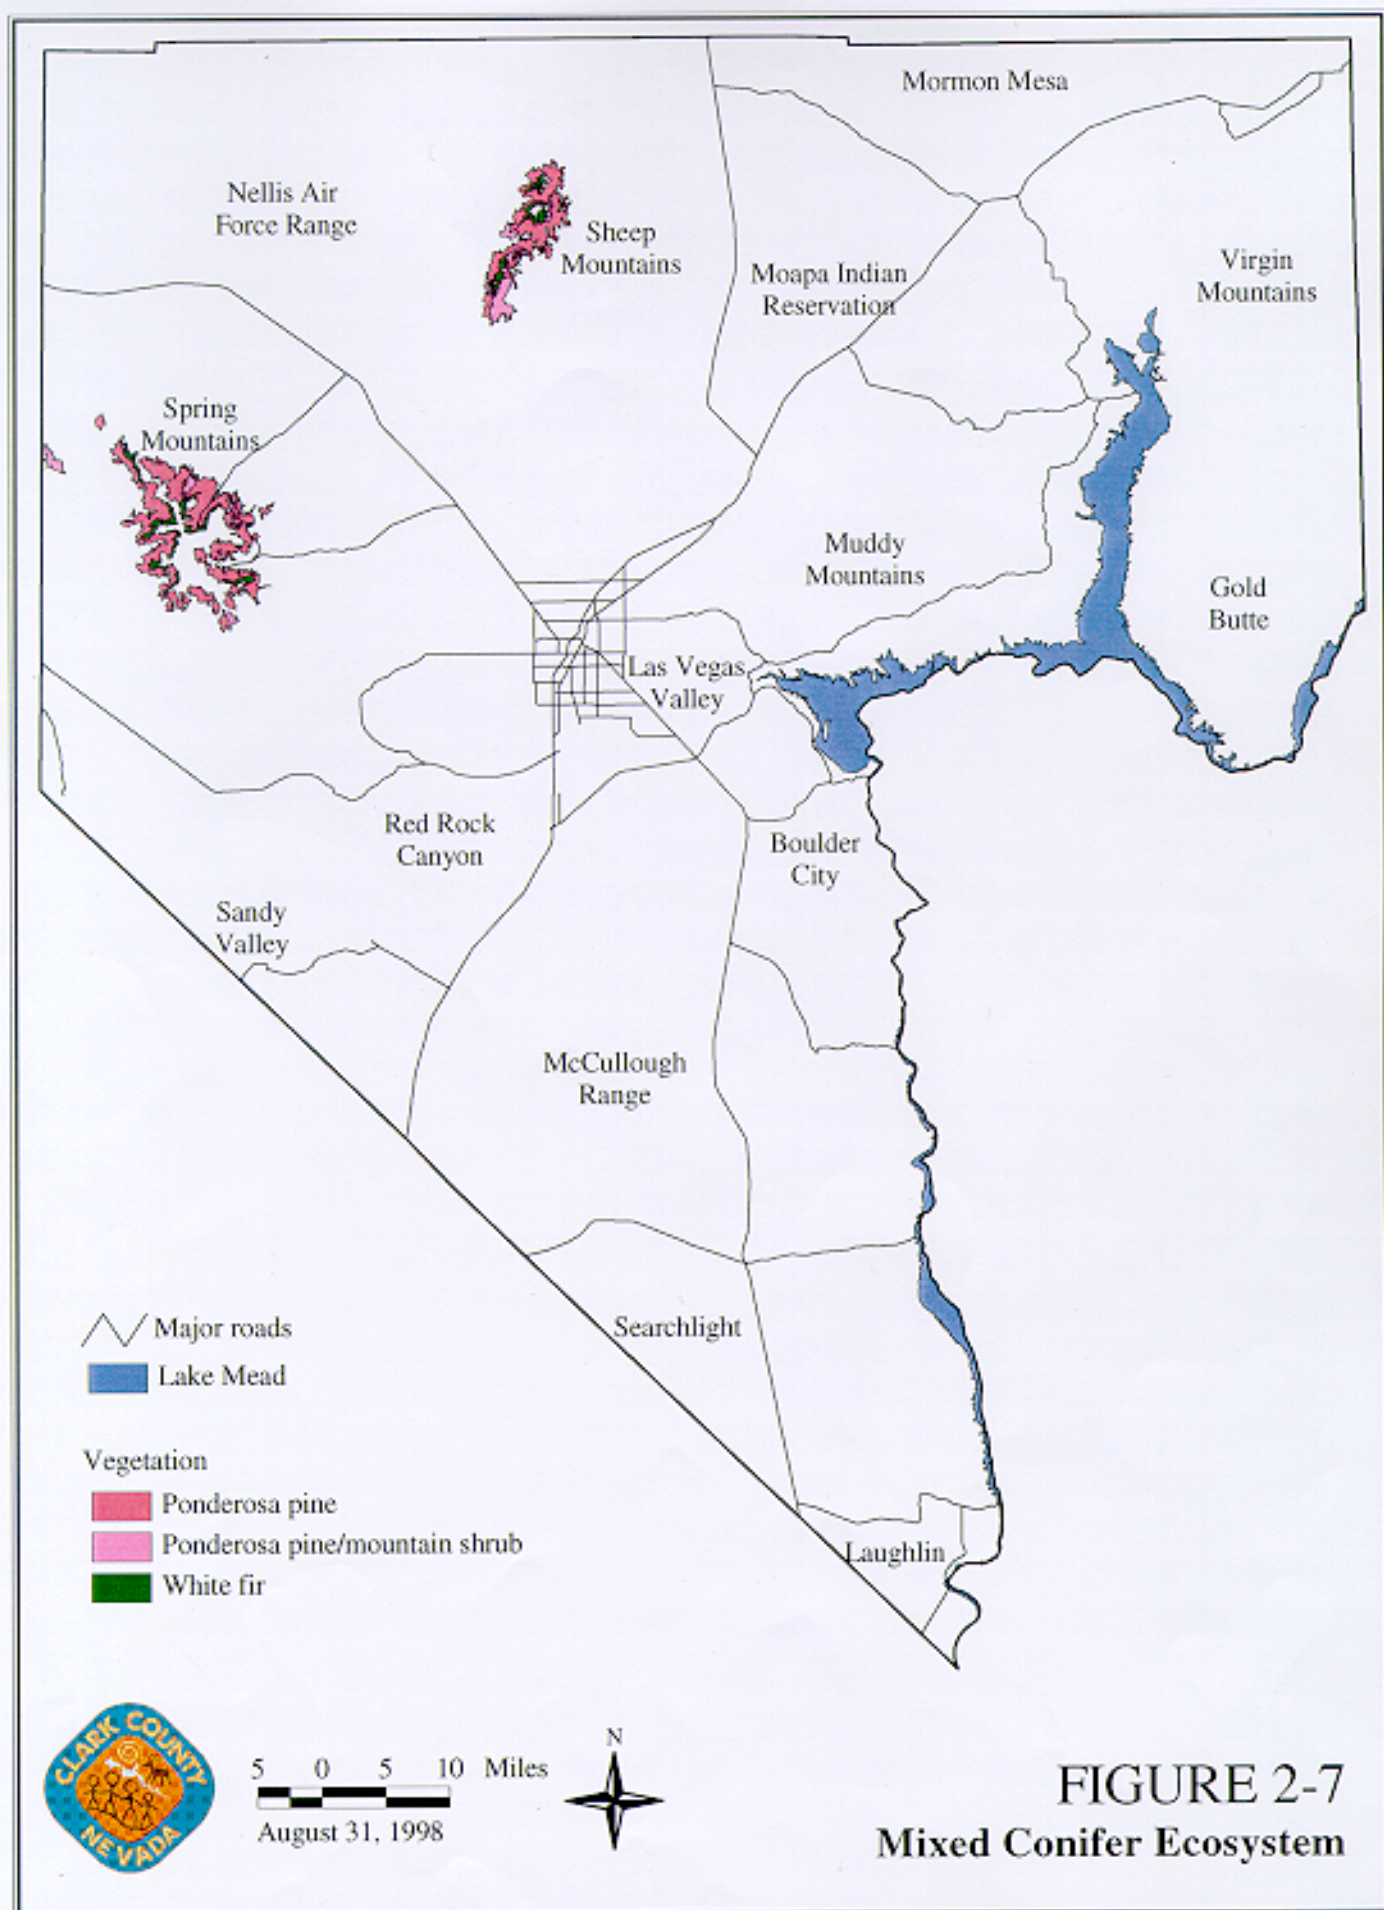 Mormon Mesa
Nellis Air
Force Range
Sheep
Mountains
Moapa Indian
Reservation
Virgin
Mountains
Spring
Mountains
Muddy
Mountains
Gold
Butte
Las Vegas
Valley
Red Rock
Canyon
Boulder
City
Sandy
Valley
McCullough
Range
Searchlight
Laughlin
Major roads
Lake Mead
Vegetation
Ponderosa pine
Ponderosa pine/mountain shrub
White fir
CLARK COUNTY
NEVADA
5 0 5 10 Miles
August 31, 1998
N
FIGURE 2-7
Mixed Conifer Ecosystem